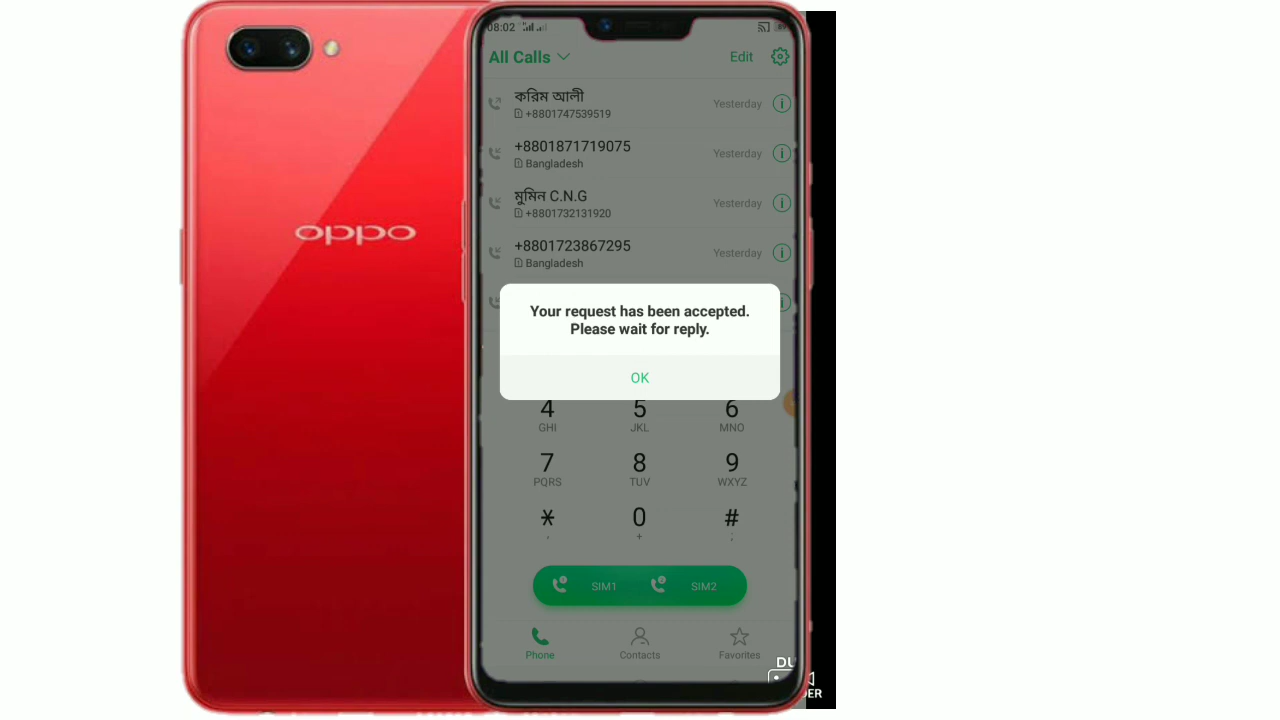 oppo
08:02
All Calls
Edit
করিম আলী
+8801747539519
Yesterday
+8801871719075
Bangladesh
Yesterday
মুমিন C.N.G
+8801732131920
Yesterday
+8801723867295
Bangladesh
Yesterday
Your request has been accepted.
Please wait for reply.
OK
4 5 6
GHI JKL MNO
7 8 9
PQRS TUV WXYZ
* 0 #
, + ;
SIM1 SIM2
Phone Contacts Favorites